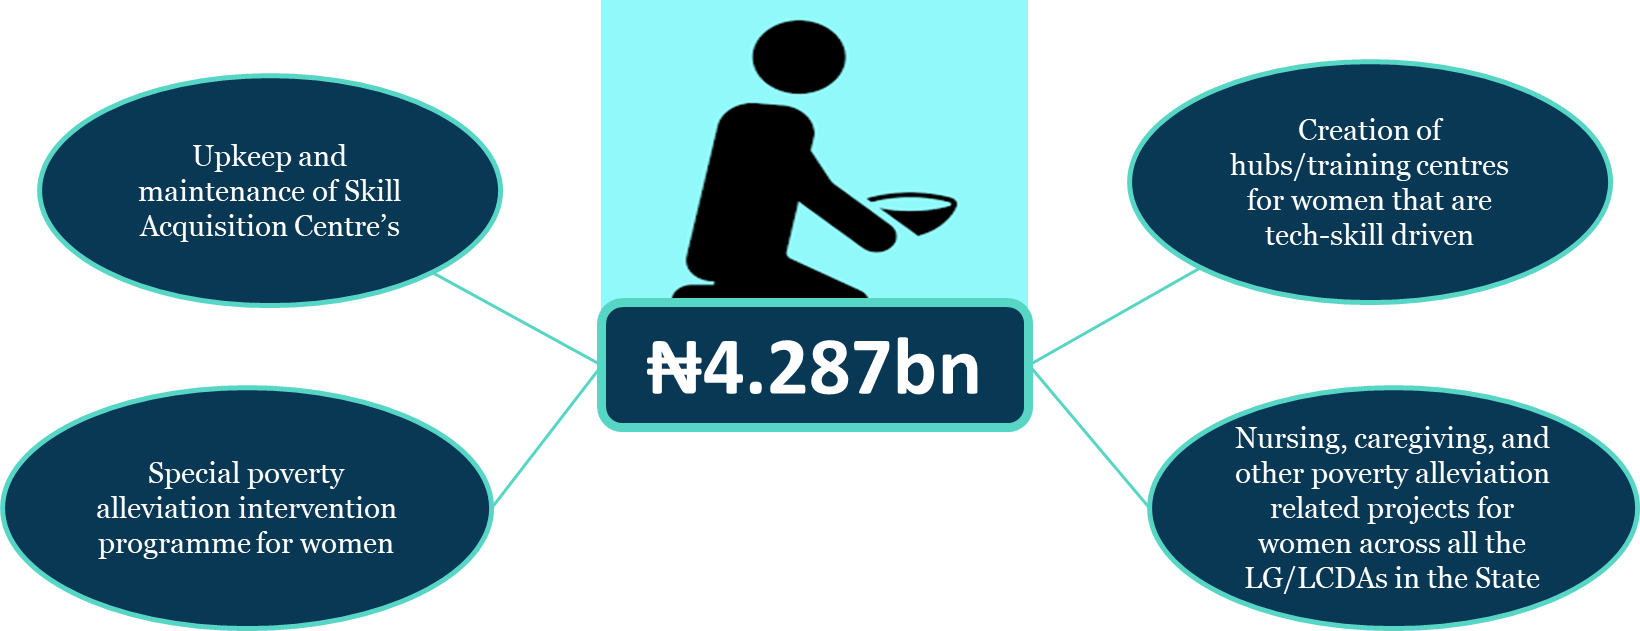 Upkeep and
maintenance of Skill
Acquisition Centre’s
Creation of
hubs/training centres
for women that are
tech-skill driven
₦4.287bn
Special poverty
alleviation intervention
programme for women
Nursing, caregiving, and
other poverty alleviation
related projects for
women across all the
LG/LCDAs in the State